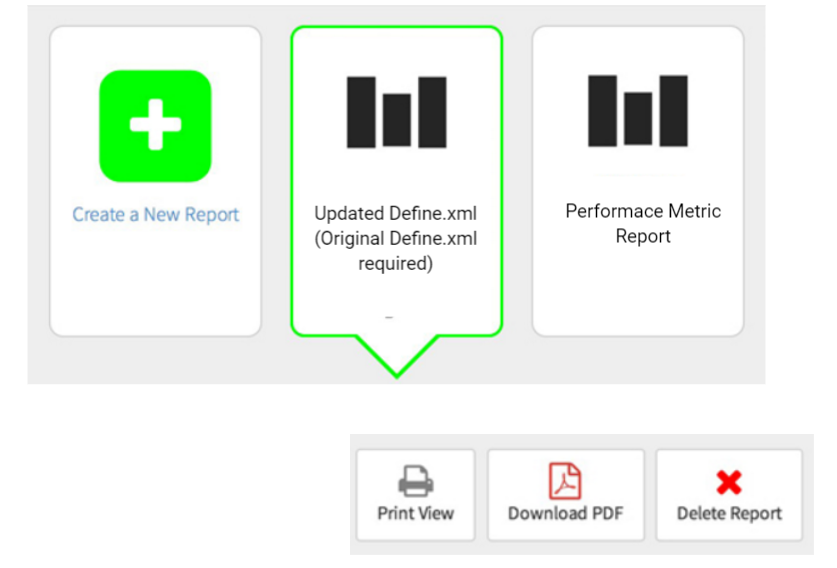 Create a New Report
Updated Define.xml
(Original Define.xml
required)
–
Performace Metric
Report
Print View
Download PDF
Delete Report